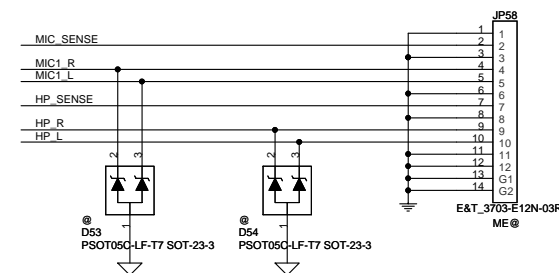 JP58
1 1
MIC_SENSE 2 2
3 3
MIC1_R 4 4
MIC1_L 5 5
6 6
HP_SENSE 7 7
8 8
HP_R 9 9
HP_L 10 10
11 11
12 12
13 G1
14 G2
2 3 2 3
E&T_3703-E12N-03R
ME@
@ @
D53 D54
1 1
PSOT05C-LF-T7 SOT-23-3 PSOT05C-LF-T7 SOT-23-3